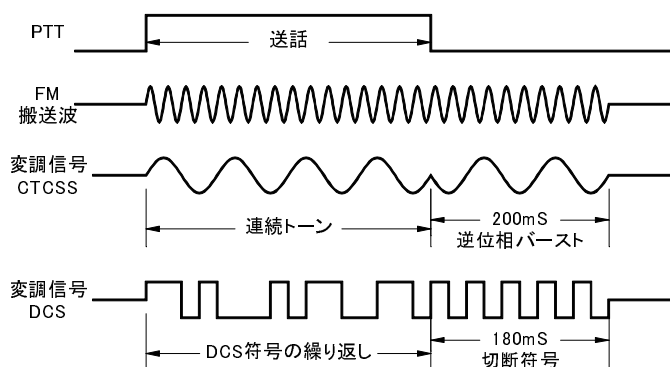 PTT
送話
FM
搬送波
変調信号
CTCSS
連続トーン
200mS
逆位相バースト
変調信号
DCS
DCS符号の繰り返し
180mS
切断符号